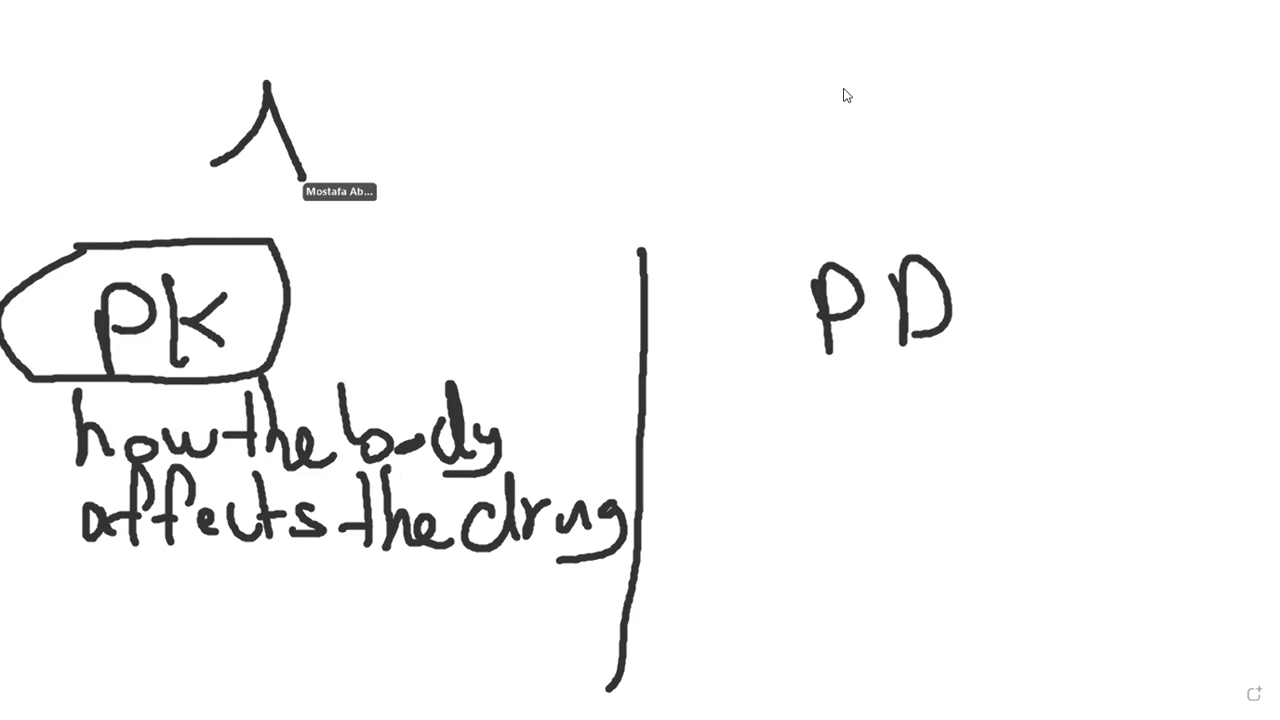 Mostafa Ab...
PK
PD
how the body
affects the drug